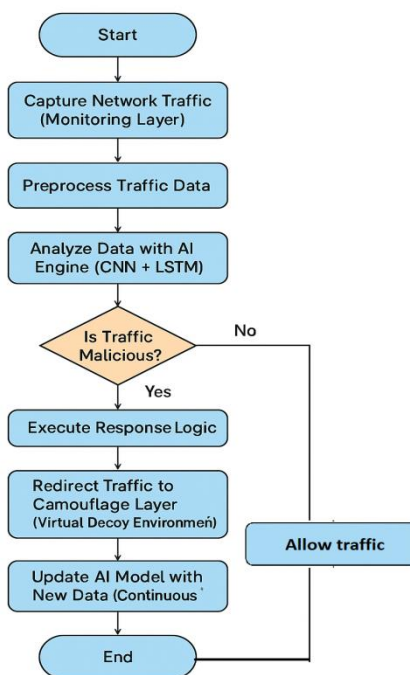 Start
Capture Network Traffic
(Monitoring Layer)
Preprocess Traffic Data
Analyze Data with AI
Engine (CNN + LSTM)
Is Traffic
Malicious?
No
Yes
Execute Response Logic
Redirect Traffic to
Camouflage Layer
(Virtual Decoy Environmeń)
Allow traffic
Update AI Model with
New Data (Continuous '
End